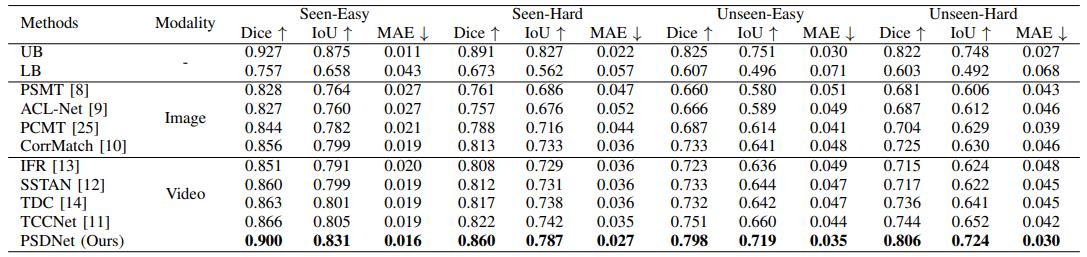 Methods Modality Seen-Easy Seen-Hard Unseen-Easy Unseen-Hard
Dice ↑ IoU ↑ MAE ↓ Dice ↑ IoU ↑ MAE ↓ Dice ↑ IoU ↑ MAE ↓ Dice ↑ IoU ↑ MAE ↓
UB - 0.927 0.875 0.011 0.891 0.827 0.022 0.825 0.751 0.030 0.822 0.748 0.027
LB 0.757 0.658 0.043 0.673 0.562 0.057 0.607 0.496 0.071 0.603 0.492 0.068
PSMT [8] Image 0.828 0.764 0.027 0.761 0.686 0.047 0.660 0.580 0.051 0.681 0.606 0.043
ACL-Net [9] 0.827 0.760 0.027 0.757 0.676 0.052 0.666 0.589 0.049 0.687 0.612 0.046
PCMT [25] 0.844 0.782 0.021 0.788 0.716 0.044 0.687 0.614 0.041 0.704 0.629 0.039
CorrMatch [10] 0.856 0.799 0.019 0.813 0.733 0.036 0.733 0.641 0.048 0.725 0.630 0.046
IFR [13] Video 0.851 0.791 0.020 0.808 0.729 0.036 0.723 0.636 0.049 0.715 0.624 0.048
SSTAN [12] 0.860 0.799 0.019 0.812 0.731 0.036 0.733 0.644 0.047 0.717 0.622 0.045
TDC [14] 0.863 0.801 0.019 0.817 0.738 0.036 0.732 0.642 0.047 0.736 0.641 0.045
TCCNet [11] 0.866 0.805 0.019 0.822 0.742 0.035 0.751 0.660 0.044 0.744 0.652 0.042
PSDNet (Ours) 0.900 0.831 0.016 0.860 0.787 0.027 0.798 0.719 0.035 0.806 0.724 0.030